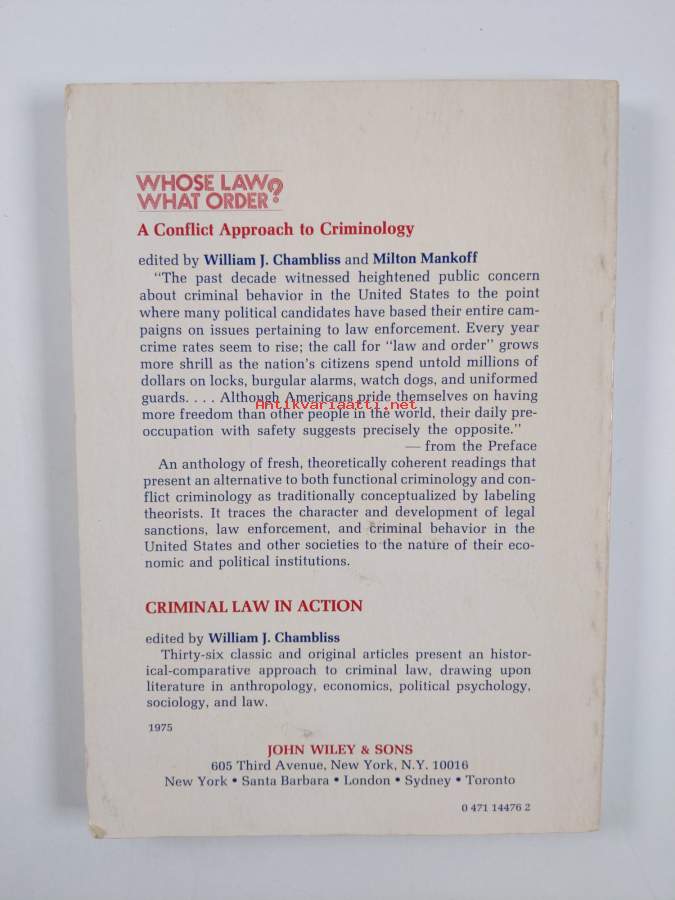 WHOSE LAW
WHAT ORDER?
A Conflict Approach to Criminology
edited by William J. Chambliss and Milton Mankoff
"The past decade witnessed heightened public concern
about criminal behavior in the United States to the point
where many political candidates have based their entire cam-
paigns on issues pertaining to law enforcement. Every year
crime rates seem to rise; the call for "law and order" grows
more shrill as the nation's citizens spend untold millions of
dollars on locks, burgular alarms, watch dogs, and uniformed
guards. . . . Although Americans pride themselves on having
Antikvariaatti.net
more freedom than other people in the world, their daily pre-
occupation with safety suggests precisely the opposite."
— from the Preface
An anthology of fresh, theoretically coherent readings that
present an alternative to both functional criminology and con-
flict criminology as traditionally conceptualized by labeling
theorists. It traces the character and development of legal
sanctions, law enforcement, and criminal behavior in the
United States and other societies to the nature of their eco-
nomic and political institutions.
CRIMINAL LAW IN ACTION
edited by William J. Chambliss
Thirty-six classic and original articles present an histor-
ical-comparative approach to criminal law, drawing upon
literature in anthropology, economics, political psychology,
sociology, and law.
1975
JOHN WILEY & SONS
605 Third Avenue, New York, N.Y. 10016
New York • Santa Barbara • London • Sydney • Toronto
0 471 14476 2